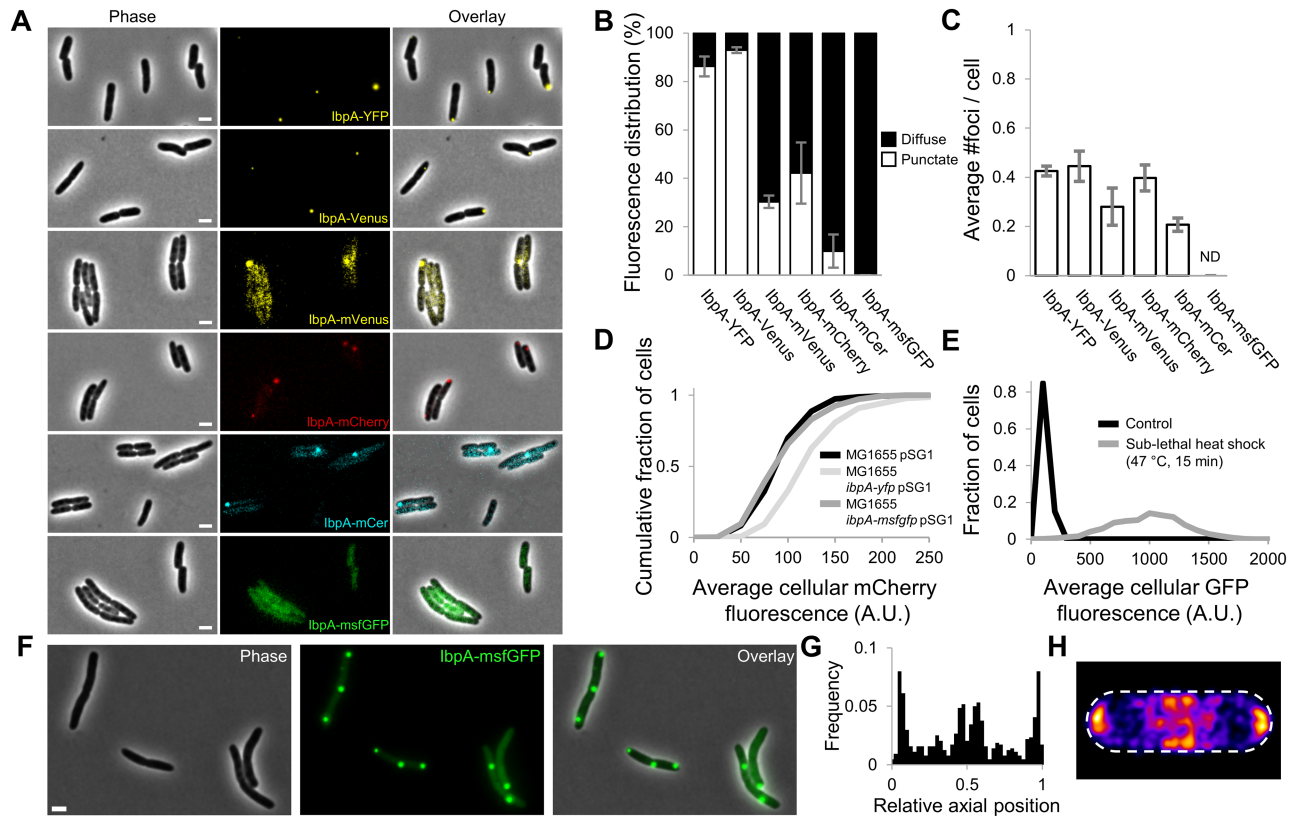 A
Phase
Overlay
IbpA-YFP
IbpA-Venus
IbpA-mVenus
IbpA-mCherry
IbpA-mCer
IbpA-msfGFP
B
Fluorescence distribution (%)
100
80
60
40
20
0
Diffuse
Punctate
IbpA-YFP
IbpA-Venus
IbpA-mVenus
IbpA-mCherry
IbpA-mCer
IbpA-msfGFP
C
Average #foci / cell
1
0.8
0.6
0.4
0.2
0
ND
IbpA-YFP
IbpA-Venus
IbpA-mVenus
IbpA-mCherry
IbpA-mCer
IbpA-msfGFP
D
Cumulative fraction of cells
1
0.5
0
0 50 100 150 200 250
MG1655 pSG1
MG1655
ibpA-yfp pSG1
MG1655
ibpA-msfgfp pSG1
Average cellular mCherry
fluorescence (A.U.)
E
Fraction of cells
0.8
0.6
0.4
0.2
0
0 500 1000 1500 2000
Control
Sub-lethal heat shock
(47 °C, 15 min)
Average cellular GFP
fluorescence (A.U.)
F
Phase
IbpA-msfGFP
Overlay
G
Frequency
0.1
0.05
0
0 0.5 1
Relative axial position
H